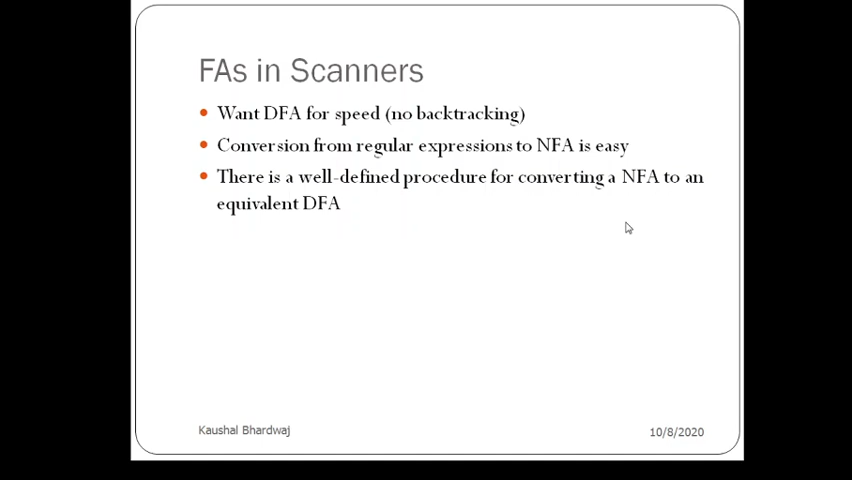 FAs in Scanners
Want DFA for speed (no backtracking)
Conversion from regular expressions to NFA is easy
There is a well-defined procedure for converting a NFA to an
equivalent DFA
Kaushal Bhardwaj
10/8/2020